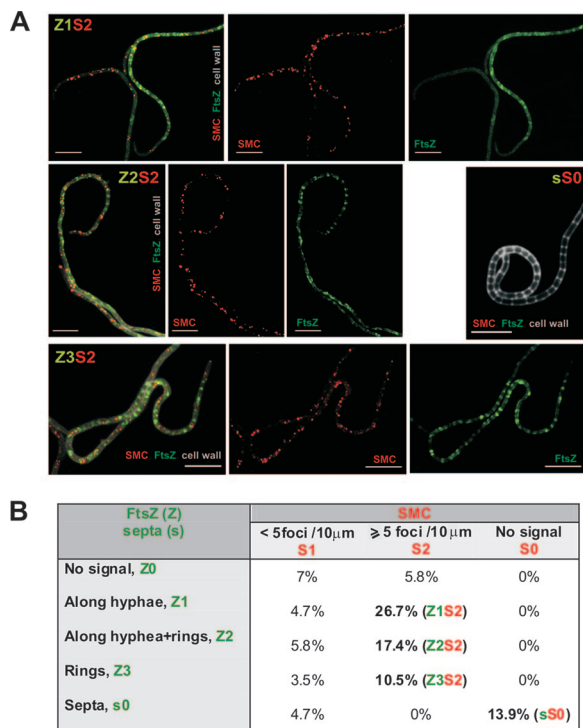 A
Z1S2
SMC FtsZ cell wall
SMC
FtsZ
Z2S2
SMC FtsZ cell wall
SMC
FtsZ
sS0
SMC FtsZ cell wall
Z3S2
SMC FtsZ cell wall
SMC
FtsZ
B
FtsZ (Z)
septa (s)
SMC
< 5foci /10μm
S1
⩾ 5 foci /10μm
S2
No signal
S0
No signal, Z0 7% 5.8% 0%
Along hyphae, Z1 4.7% 26.7% (Z1S2) 0%
Along hyphea+rings, Z2 5.8% 17.4% (Z2S2) 0%
Rings, Z3 3.5% 10.5% (Z3S2) 0%
Septa, s0 4.7% 0% 13.9% (sS0)